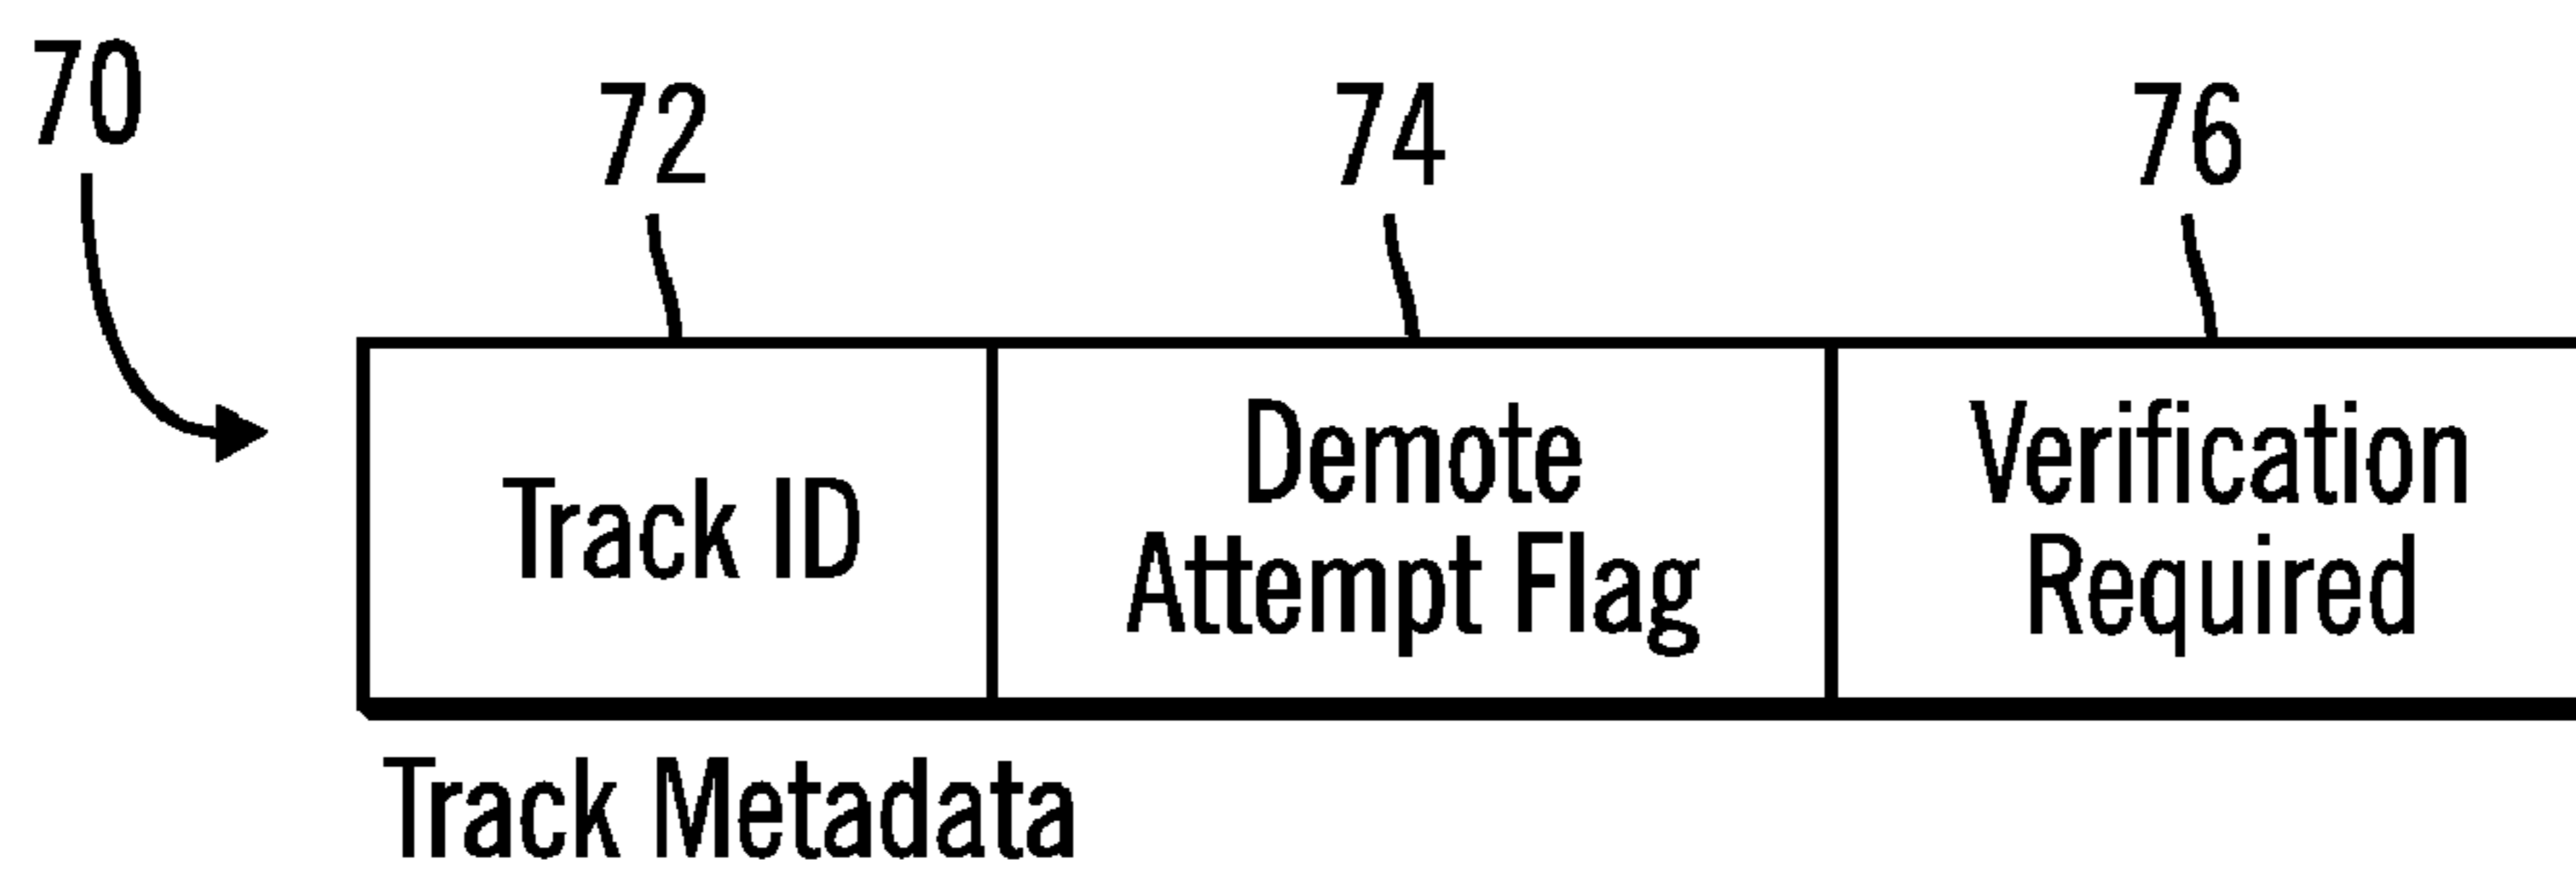 70
72
74
76
Track ID
Demote
Attempt Flag
Verification
Required
Track Metadata